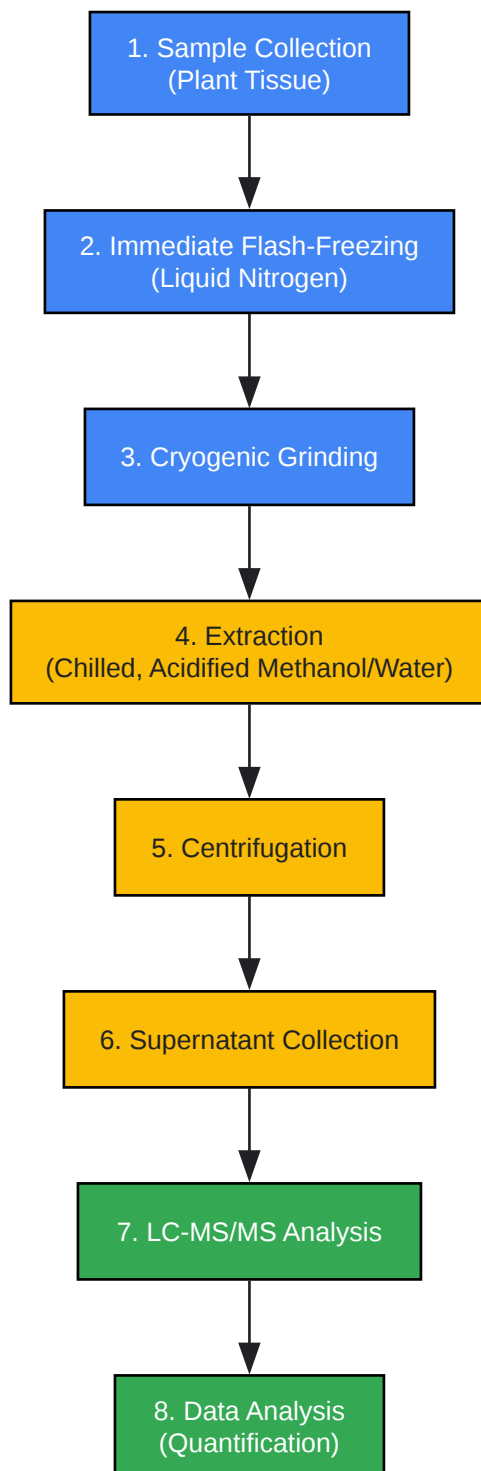 1. Sample Collection
(Plant Tissue)
2. Immediate Flash-Freezing
(Liquid Nitrogen)
3. Cryogenic Grinding
4. Extraction
(Chilled, Acidified Methanol/Water)
5. Centrifugation
6. Supernatant Collection
7. LC-MS/MS Analysis
8. Data Analysis
(Quantification)